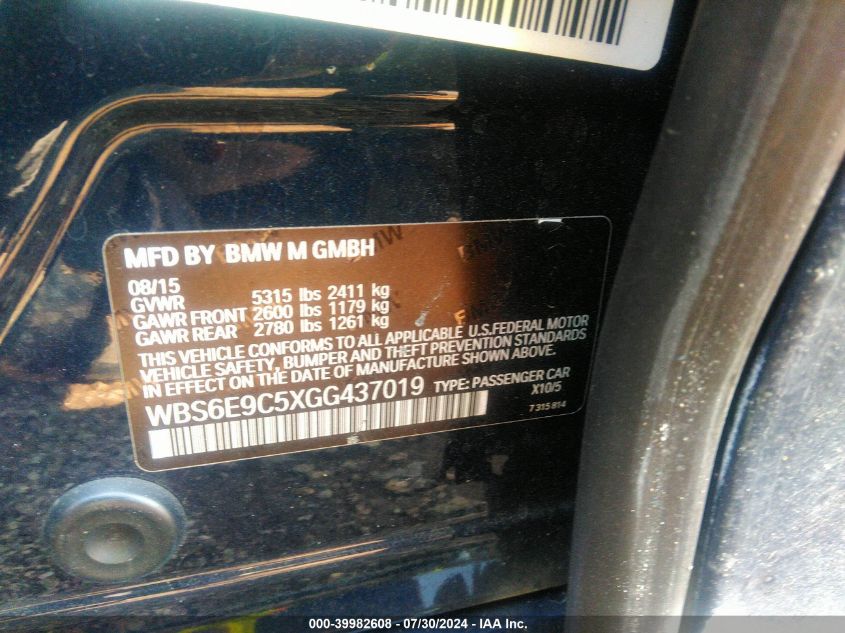 MFD BY BMW M GMBH
08/15
GVWR 5315 lbs 2411 kg
GAWR FRONT 2600 lbs 1179 kg
GAWR REAR 2780 lbs 1261 kg
THIS VEHICLE CONFORMS TO ALL APPLICABLE U.S.FEDERAL MOTOR
VEHICLE SAFETY, BUMPER AND THEFT PREVENTION STANDARDS
IN EFFECT ON THE DATE OF MANUFACTURE SHOWN ABOVE.
WBS6E9C5XGG437019 TYPE: PASSENGER CAR
X10/5
7 315 814
000-39982608 - 07/30/2024 - IAA Inc.